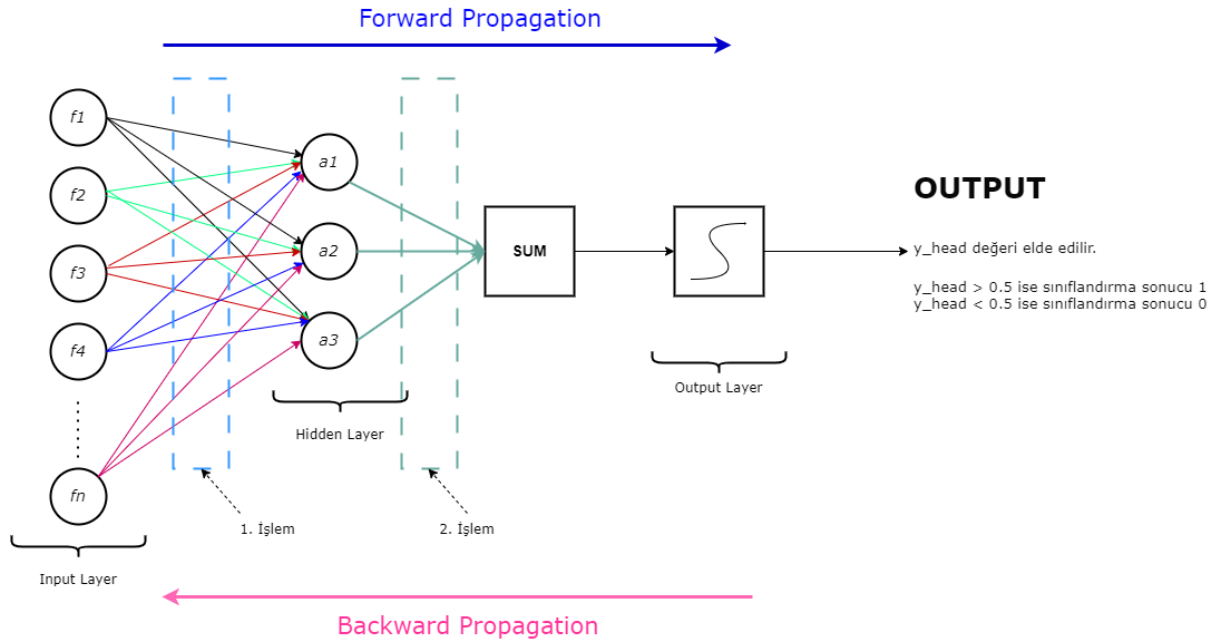 Forward Propagation
f1
f2
f3
f4
fn
a1
a2
a3
SUM
OUTPUT
y_head değeri elde edilir.
y_head > 0.5 ise sınıflandırma sonucu 1
y_head < 0.5 ise sınıflandırma sonucu 0
Output Layer
Hidden Layer
1. İşlem
2. İşlem
Input Layer
Backward Propagation